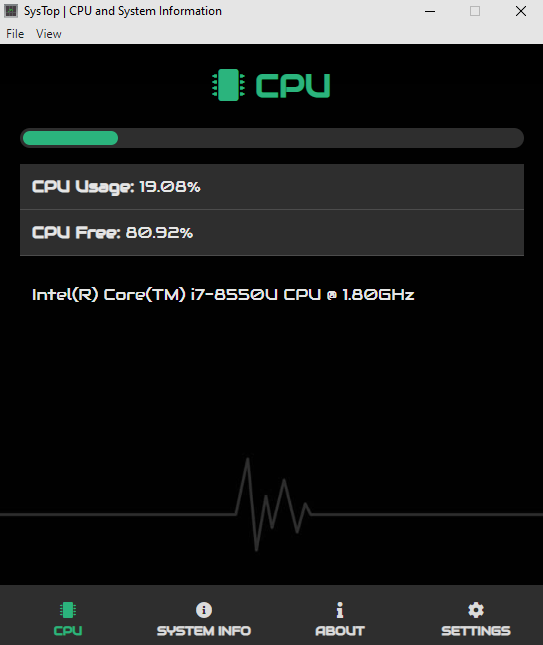 SysTop | CPU and System Information
File View
CPU
CPU Usage: 19.08%
CPU Free: 80.92%
Intel(R) Core(TM) i7-8550U CPU @ 1.80GHz
CPU SYSTEM INFO ABOUT SETTINGS